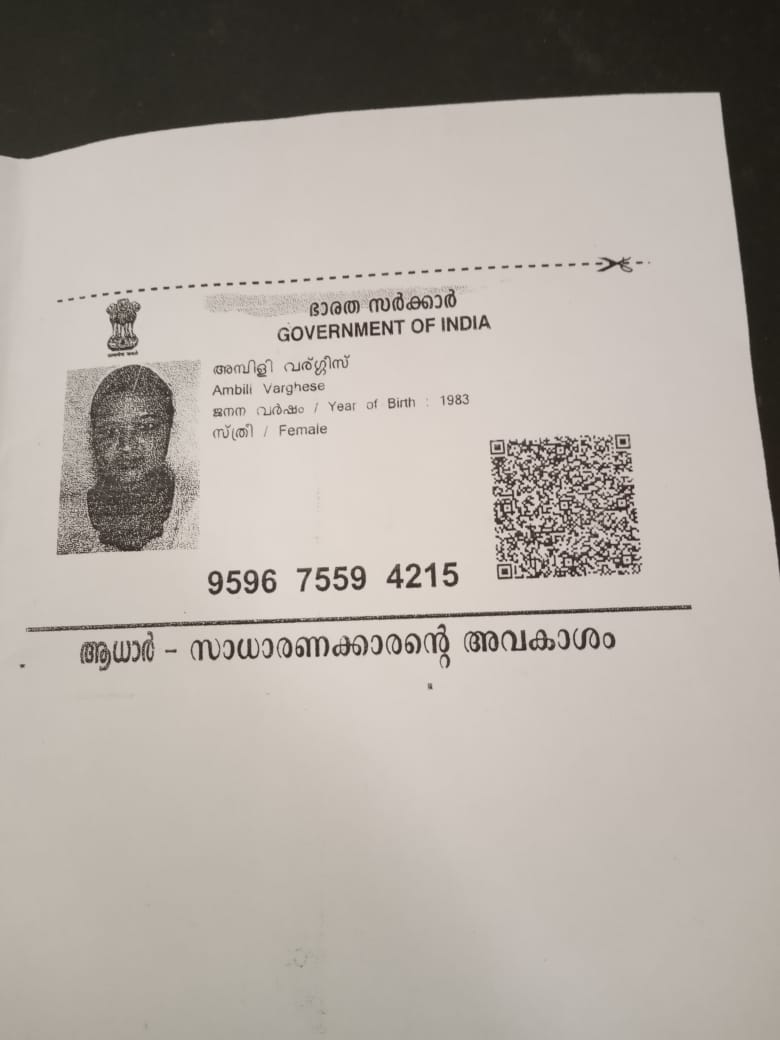 ഭാരത സർക്കാർ
GOVERNMENT OF INDIA
അമ്പിളി വര്ഗ്ഗീസ്
Ambili Varghese
ജനന വർഷം / Year of Birth : 1983
സ്ത്രീ / Female
9596 7559 4215
ആധാർ - സാധാരണക്കാരന്റെ അവകാശം